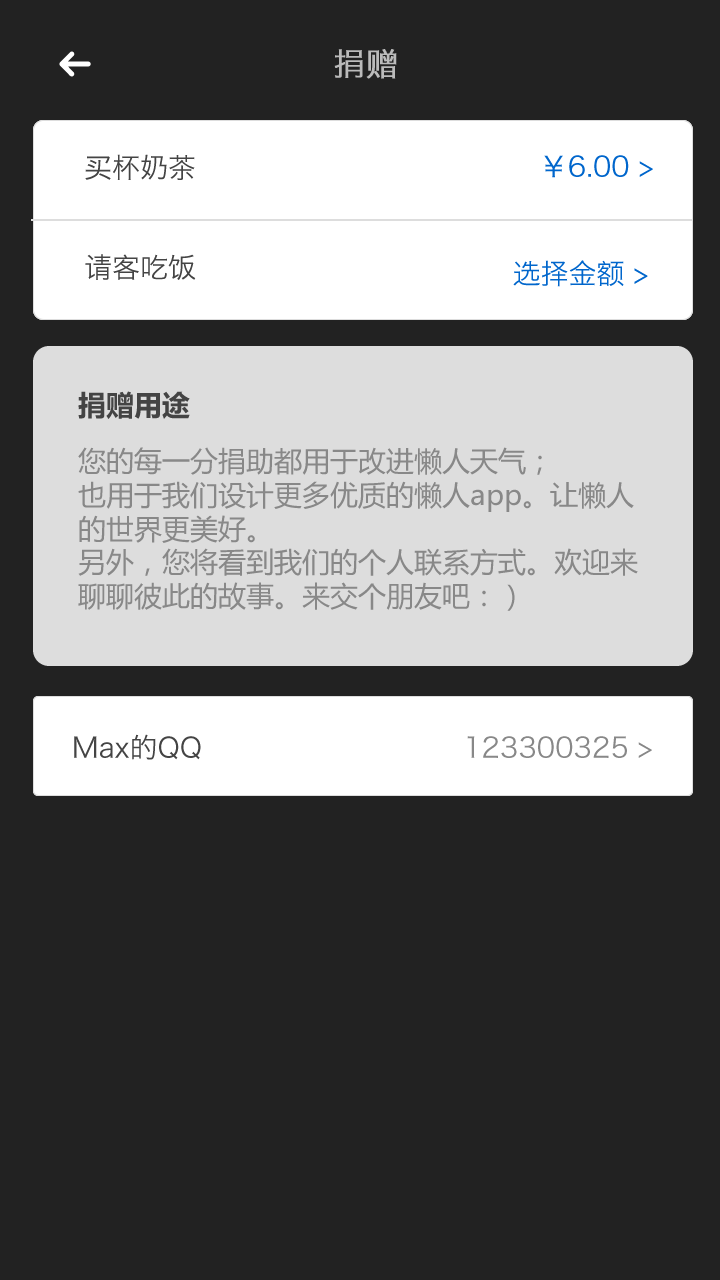 捐赠
买杯奶茶 ￥6.00 >
请客吃饭 选择金额 >
捐赠用途
您的每一分捐助都用于改进懒人天气；
也用于我们设计更多优质的懒人app。让懒人
的世界更美好。
另外，您将看到我们的个人联系方式。欢迎来
聊聊彼此的故事。来交个朋友吧：）
Max的QQ 123300325 >